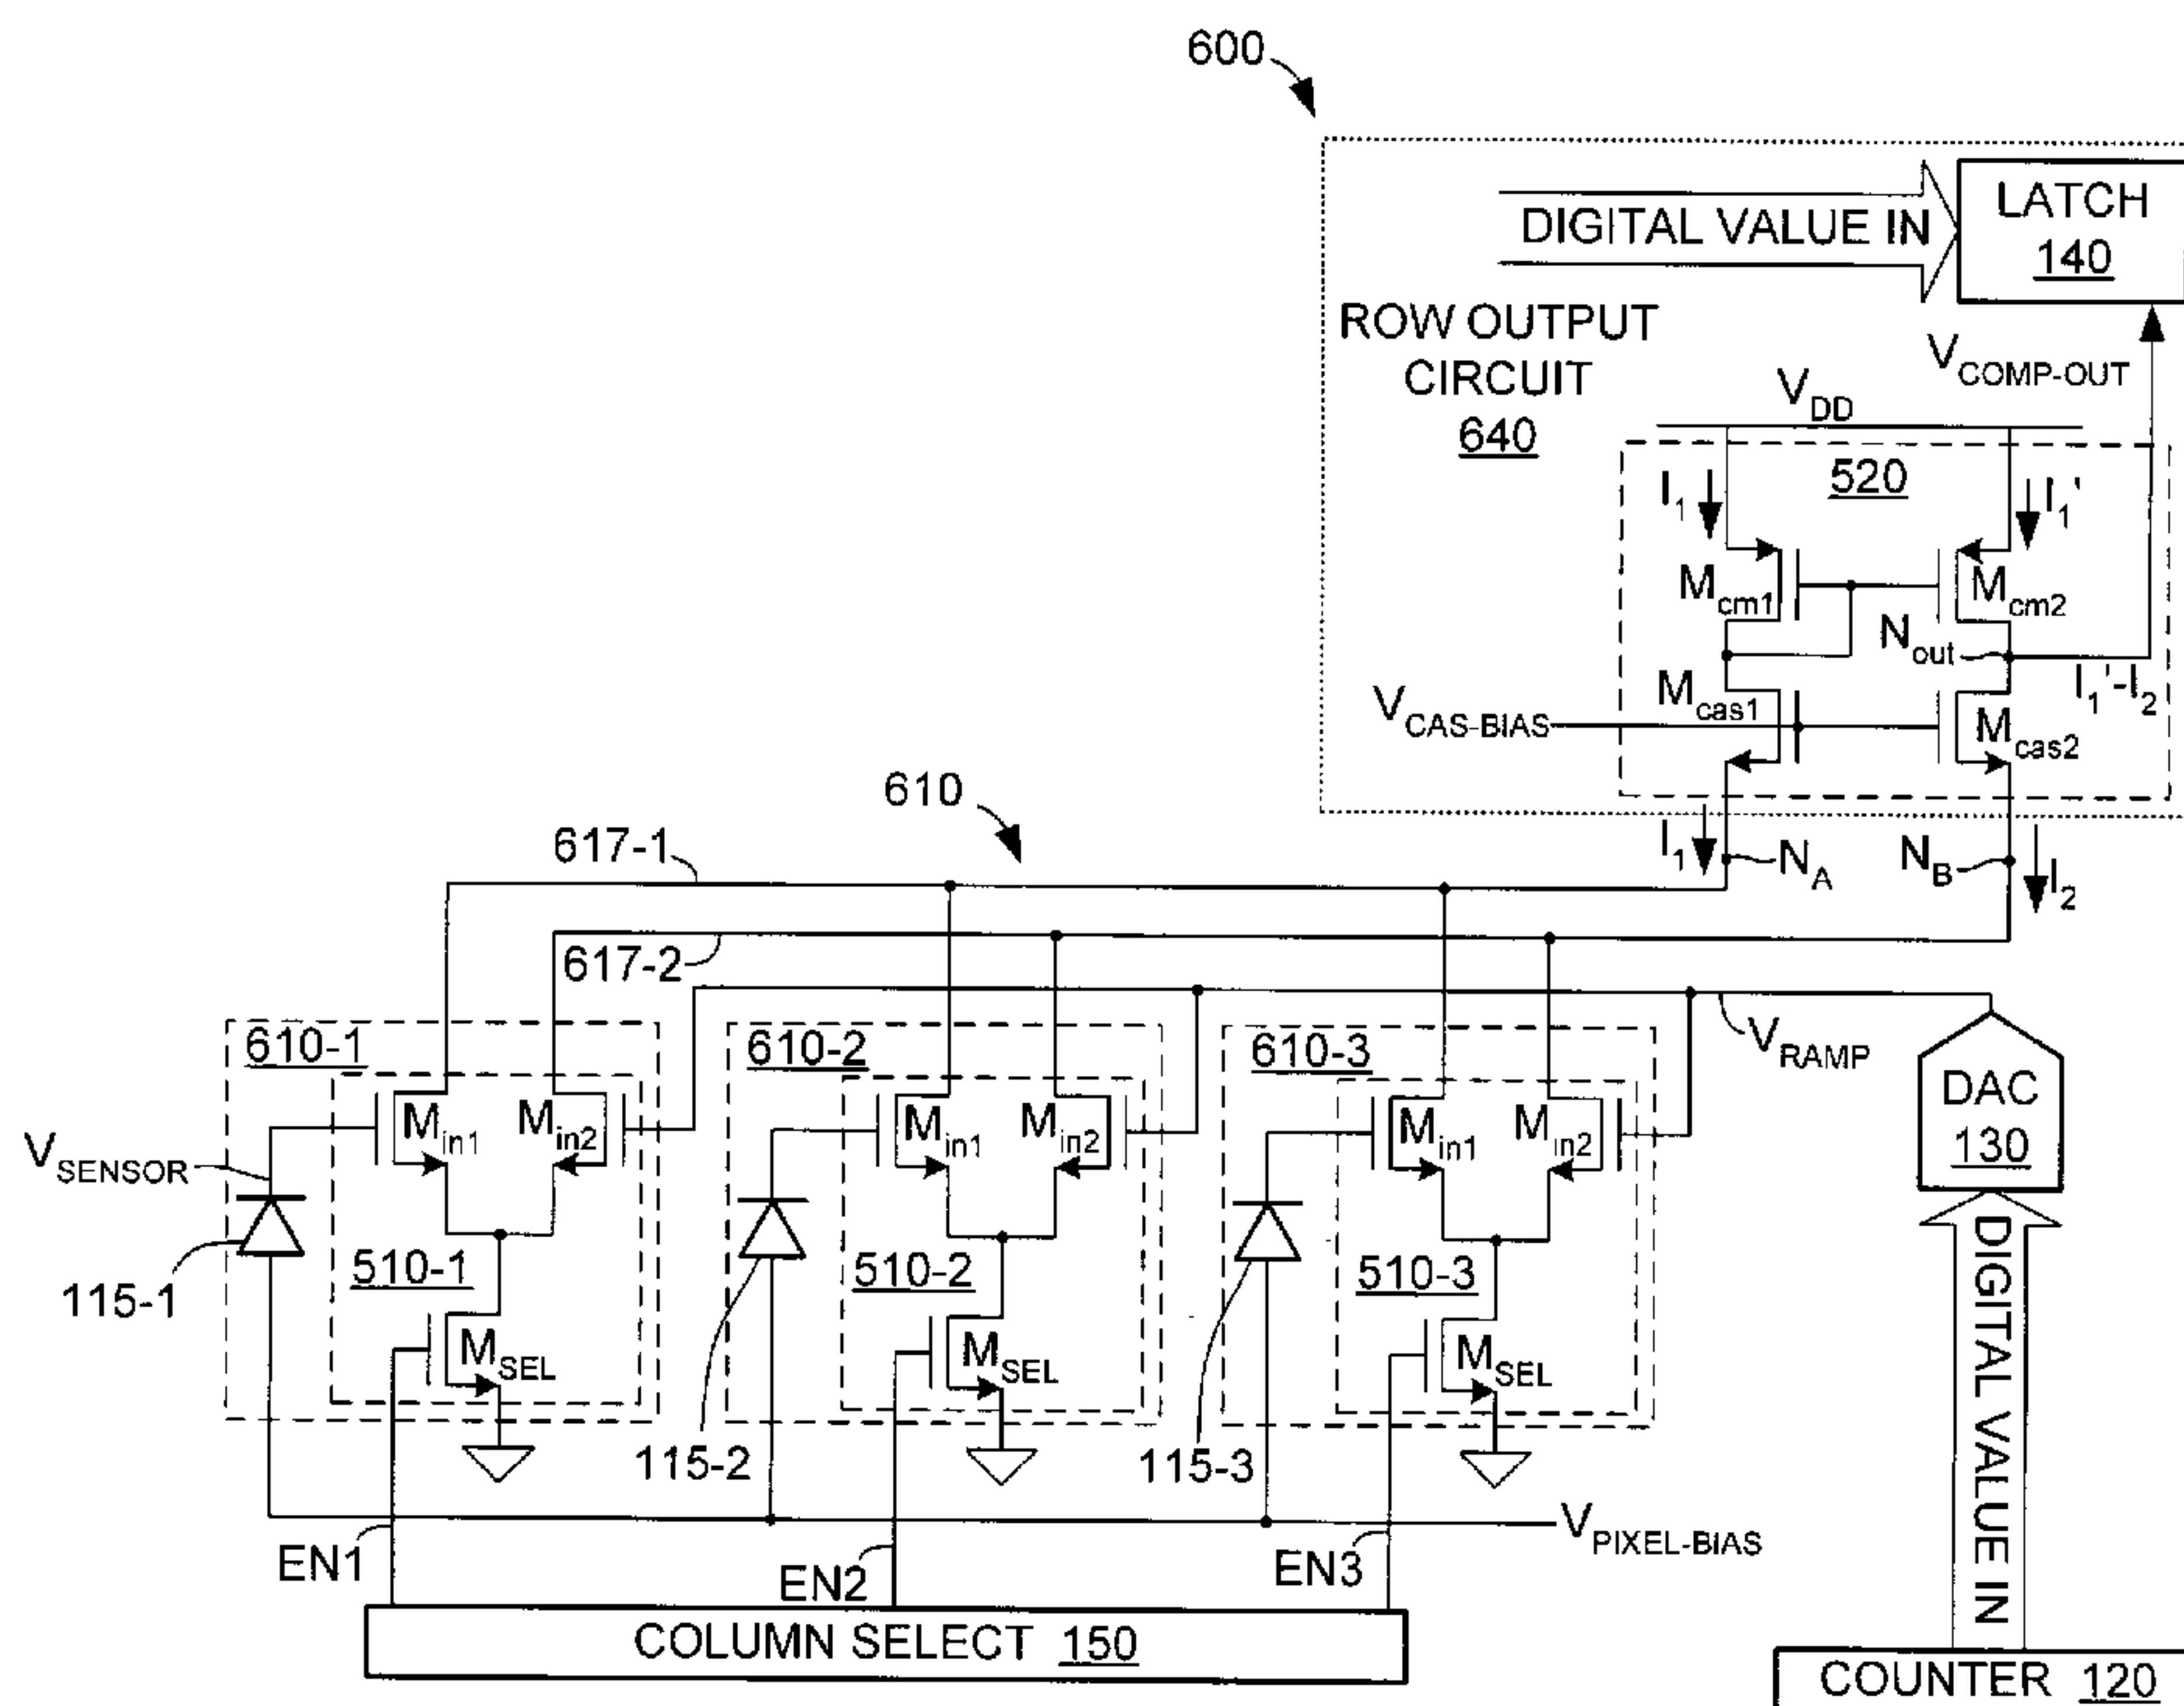 600
LATCH
140
DIGITAL VALUE IN
ROW OUTPUT
CIRCUIT
640
V_COMP-OUT
V_DD
520
I_1
I_1'
M_cm1
M_cm2
N_out
I_1'-I_2
M_cas1
V_CAS-BIAS
M_cas2
610
617-1
I_1
N_A
N_B
I_2
617-2
610-1
610-2
610-3
V_RAMP
DAC
130
M_in1
M_in2
M_in1
M_in2
M_in1
M_in2
V_SENSOR
510-1
510-2
510-3
115-1
M_SEL
M_SEL
M_SEL
115-2
115-3
DIGITAL VALUE IN
V_PIXEL-BIAS
EN1
EN2
EN3
COLUMN SELECT 150
COUNTER 120